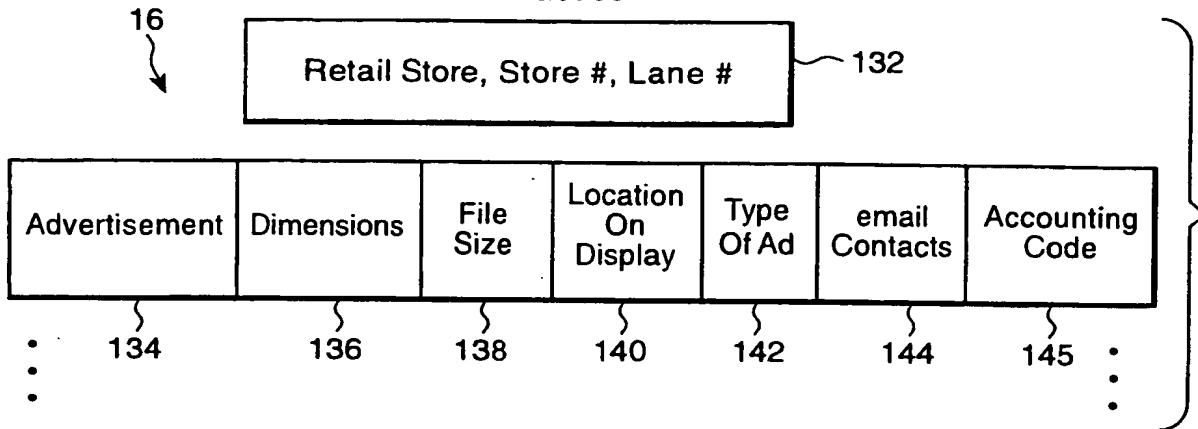 16
Retail Store, Store #, Lane #
132
Advertisement
Dimensions
File
Size
Location
On
Display
Type
Of Ad
email
Contacts
Accounting
Code
134
136
138
140
142
144
145